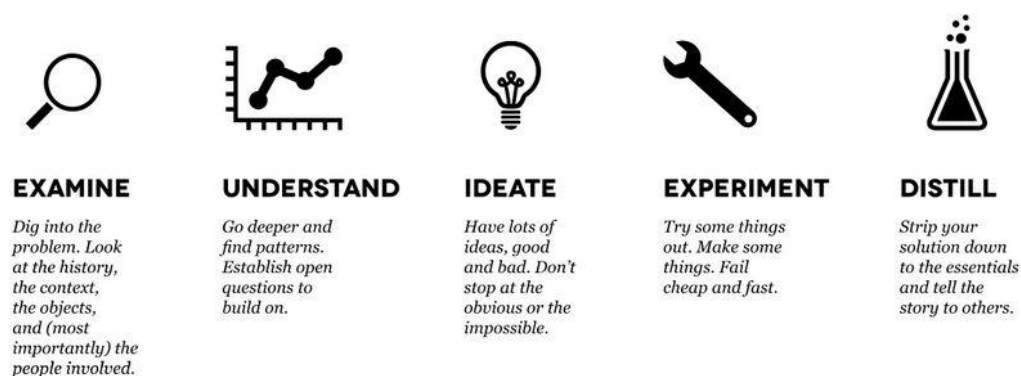 EXAMINE
Dig into the
problem. Look
at the history,
the context,
the objects,
and (most
importantly) the
people involved.
UNDERSTAND
Go deeper and
find patterns.
Establish open
questions to
build on.
IDEATE
Have lots of
ideas, good
and bad. Don't
stop at the
obvious or the
impossible.
EXPERIMENT
Try some things
out. Make some
things. Fail
cheap and fast.
DISTILL
Strip your
solution down
to the essentials
and tell the
story to others.